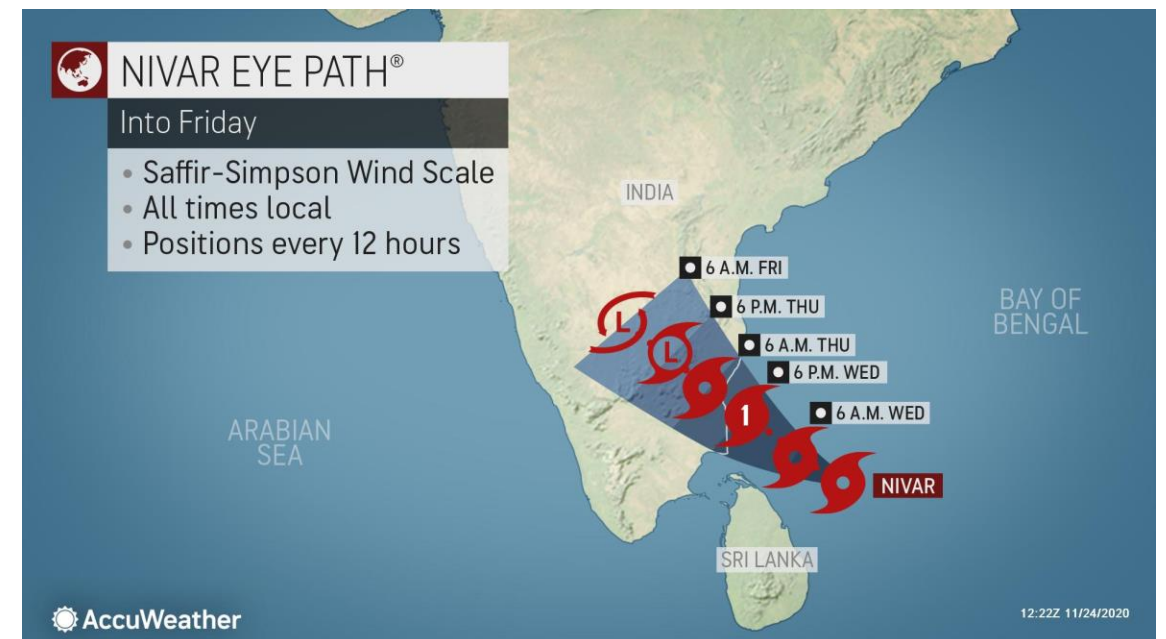 NIVAR EYE PATH®
Into Friday
• Saffir-Simpson Wind Scale
• All times local
• Positions every 12 hours
INDIA
6 A.M. FRI
6 P.M. THU
BAY OF
BENGAL
6 A.M. THU
6 P.M. WED
6 A.M. WED
L
L
1
ARABIAN
SEA
NIVAR
SRI LANKA
AccuWeather
12:22Z 11/24/2020